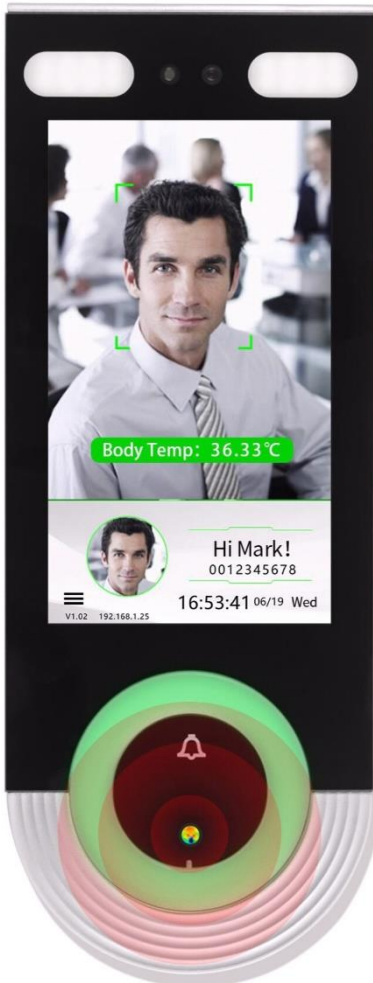 Body Temp: 36.33℃
Hi Mark!
0012345678
16:53:41 06/19 Wed
V1.02 192.168.1.25